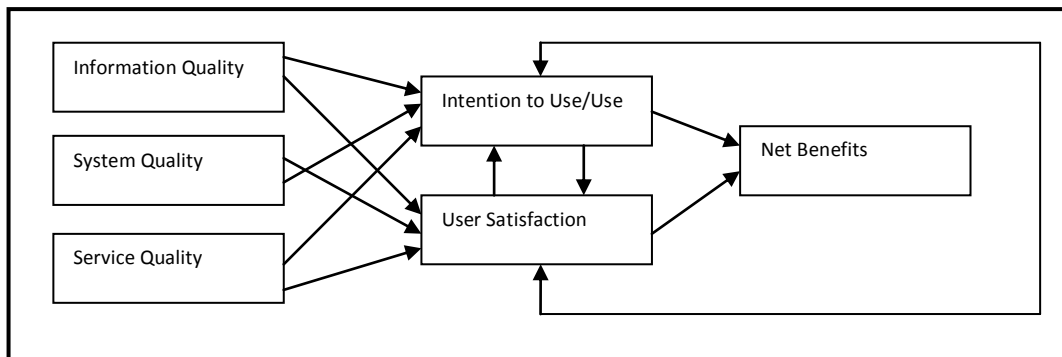 Information Quality
System Quality
Service Quality
Intention to Use/Use
User Satisfaction
Net Benefits